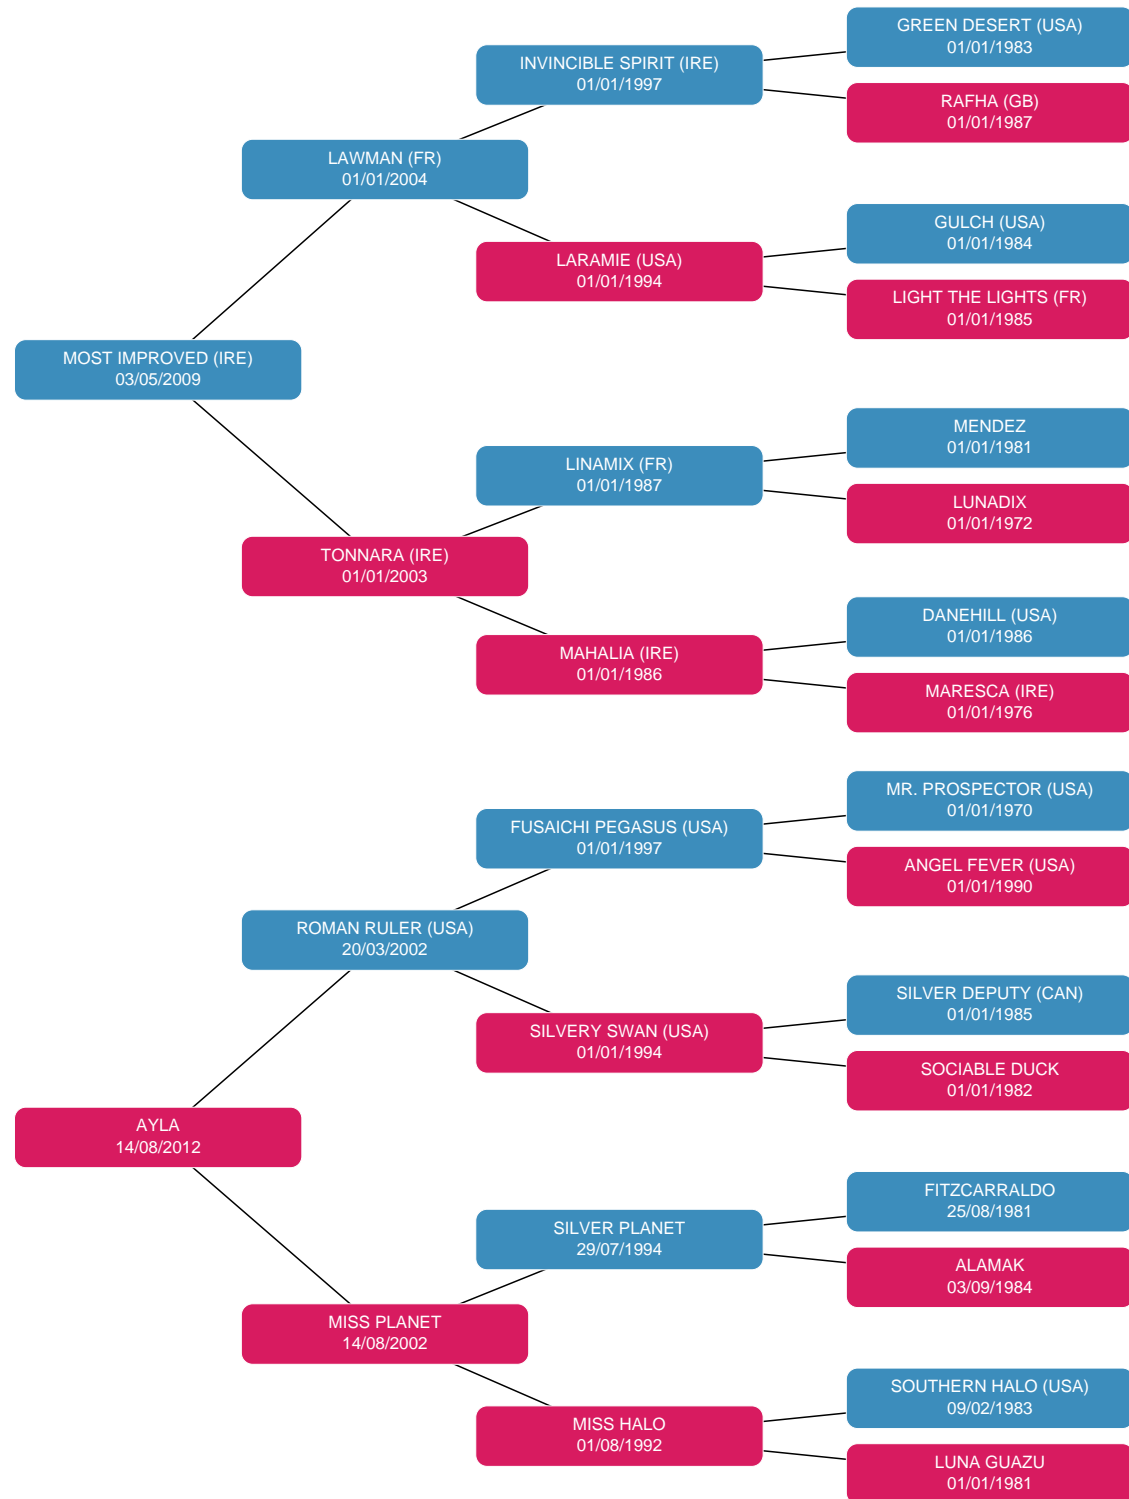 GREEN DESERT (USA)
01/01/1983
INVINCIBLE SPIRIT (IRE)
01/01/1997
RAFHA (GB)
01/01/1987
LAWMAN (FR)
01/01/2004
GULCH (USA)
01/01/1984
LARAMIE (USA)
01/01/1994
LIGHT THE LIGHTS (FR)
01/01/1985
MOST IMPROVED (IRE)
03/05/2009
MENDEZ
01/01/1981
LINAMIX (FR)
01/01/1987
LUNADIX
01/01/1972
TONNARA (IRE)
01/01/2003
DANEHILL (USA)
01/01/1986
MAHALIA (IRE)
01/01/1986
MARESCA (IRE)
01/01/1976
MR. PROSPECTOR (USA)
01/01/1970
FUSAICHI PEGASUS (USA)
01/01/1997
ANGEL FEVER (USA)
01/01/1990
ROMAN RULER (USA)
20/03/2002
SILVER DEPUTY (CAN)
01/01/1985
SILVERY SWAN (USA)
01/01/1994
SOCIABLE DUCK
01/01/1982
AYLA
14/08/2012
FITZCARRALDO
25/08/1981
SILVER PLANET
29/07/1994
ALAMAK
03/09/1984
MISS PLANET
14/08/2002
SOUTHERN HALO (USA)
09/02/1983
MISS HALO
01/08/1992
LUNA GUAZU
01/01/1981